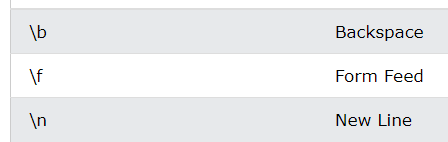 \b Backspace
\f Form Feed
\n New Line